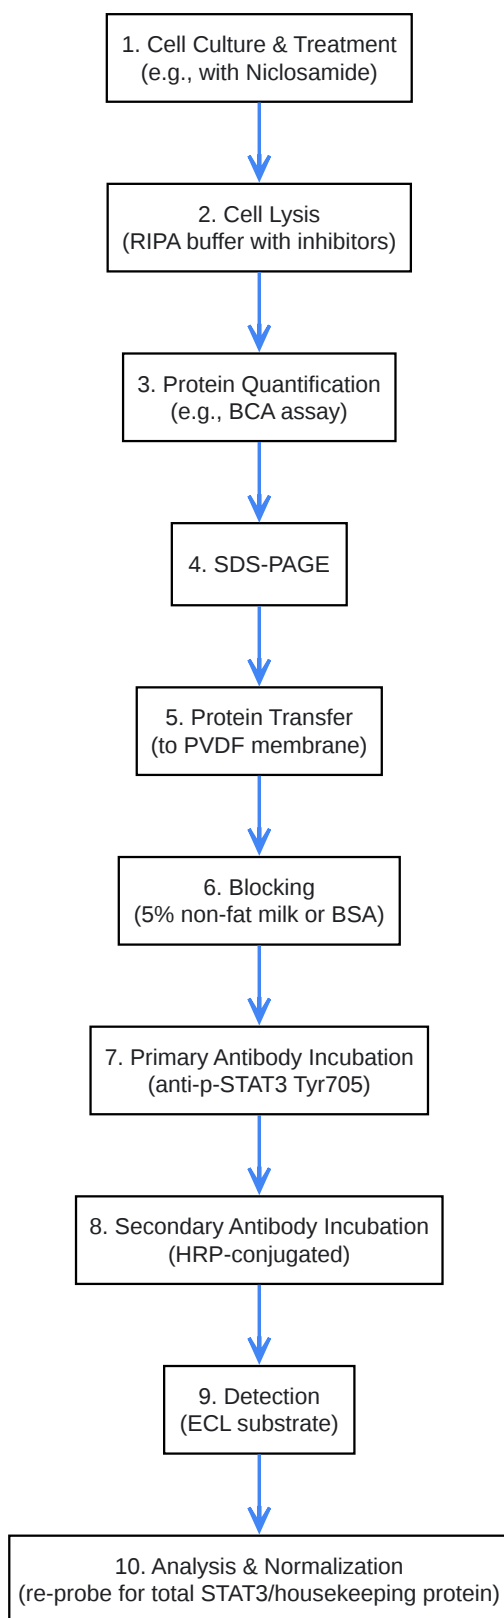 1. Cell Culture & Treatment
(e.g., with Niclosamide)
2. Cell Lysis
(RIPA buffer with inhibitors)
3. Protein Quantification
(e.g., BCA assay)
4. SDS-PAGE
5. Protein Transfer
(to PVDF membrane)
6. Blocking
(5% non-fat milk or BSA)
7. Primary Antibody Incubation
(anti-p-STAT3 Tyr705)
8. Secondary Antibody Incubation
(HRP-conjugated)
9. Detection
(ECL substrate)
10. Analysis & Normalization
(re-probe for total STAT3/housekeeping protein)